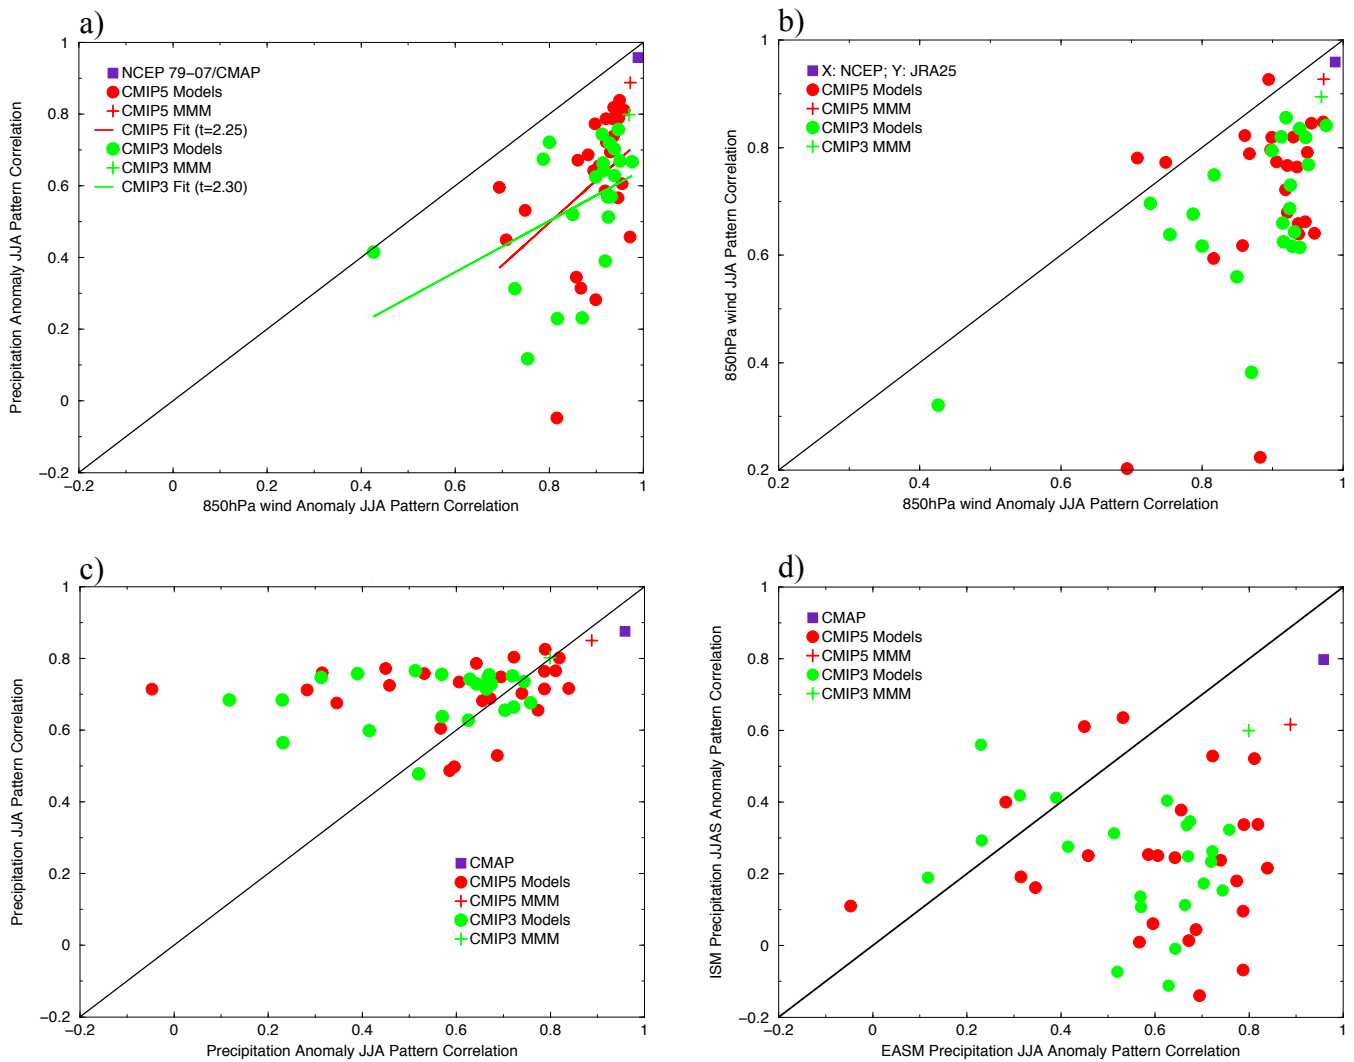 a)
1
0.8
0.6
0.4
0.2
0
−0.2
−0.2
0
0.2
0.4
0.6
0.8
1
Precipitation Anomaly JJA Pattern Correlation
850hPa wind Anomaly JJA Pattern Correlation
NCEP 79−07/CMAP
CMIP5 Models
CMIP5 MMM
CMIP5 Fit (t=2.25)
CMIP3 Models
CMIP3 MMM
CMIP3 Fit (t=2.30)
b)
1
0.8
0.6
0.4
0.2
0.2
0.4
0.6
0.8
1
850hPa wind JJA Pattern Correlation
850hPa wind Anomaly JJA Pattern Correlation
X: NCEP; Y: JRA25
CMIP5 Models
CMIP5 MMM
CMIP3 Models
CMIP3 MMM
c)
1
0.8
0.6
0.4
0.2
0
−0.2
−0.2
0
0.2
0.4
0.6
0.8
1
Precipitation JJA Pattern Correlation
Precipitation Anomaly JJA Pattern Correlation
CMAP
CMIP5 Models
CMIP5 MMM
CMIP3 Models
CMIP3 MMM
d)
1
0.8
0.6
0.4
0.2
0
−0.2
−0.2
0
0.2
0.4
0.6
0.8
1
ISM Precipitation JJAS Anomaly Pattern Correlation
EASM Precipitation JJA Anomaly Pattern Correlation
CMAP
CMIP5 Models
CMIP5 MMM
CMIP3 Models
CMIP3 MMM